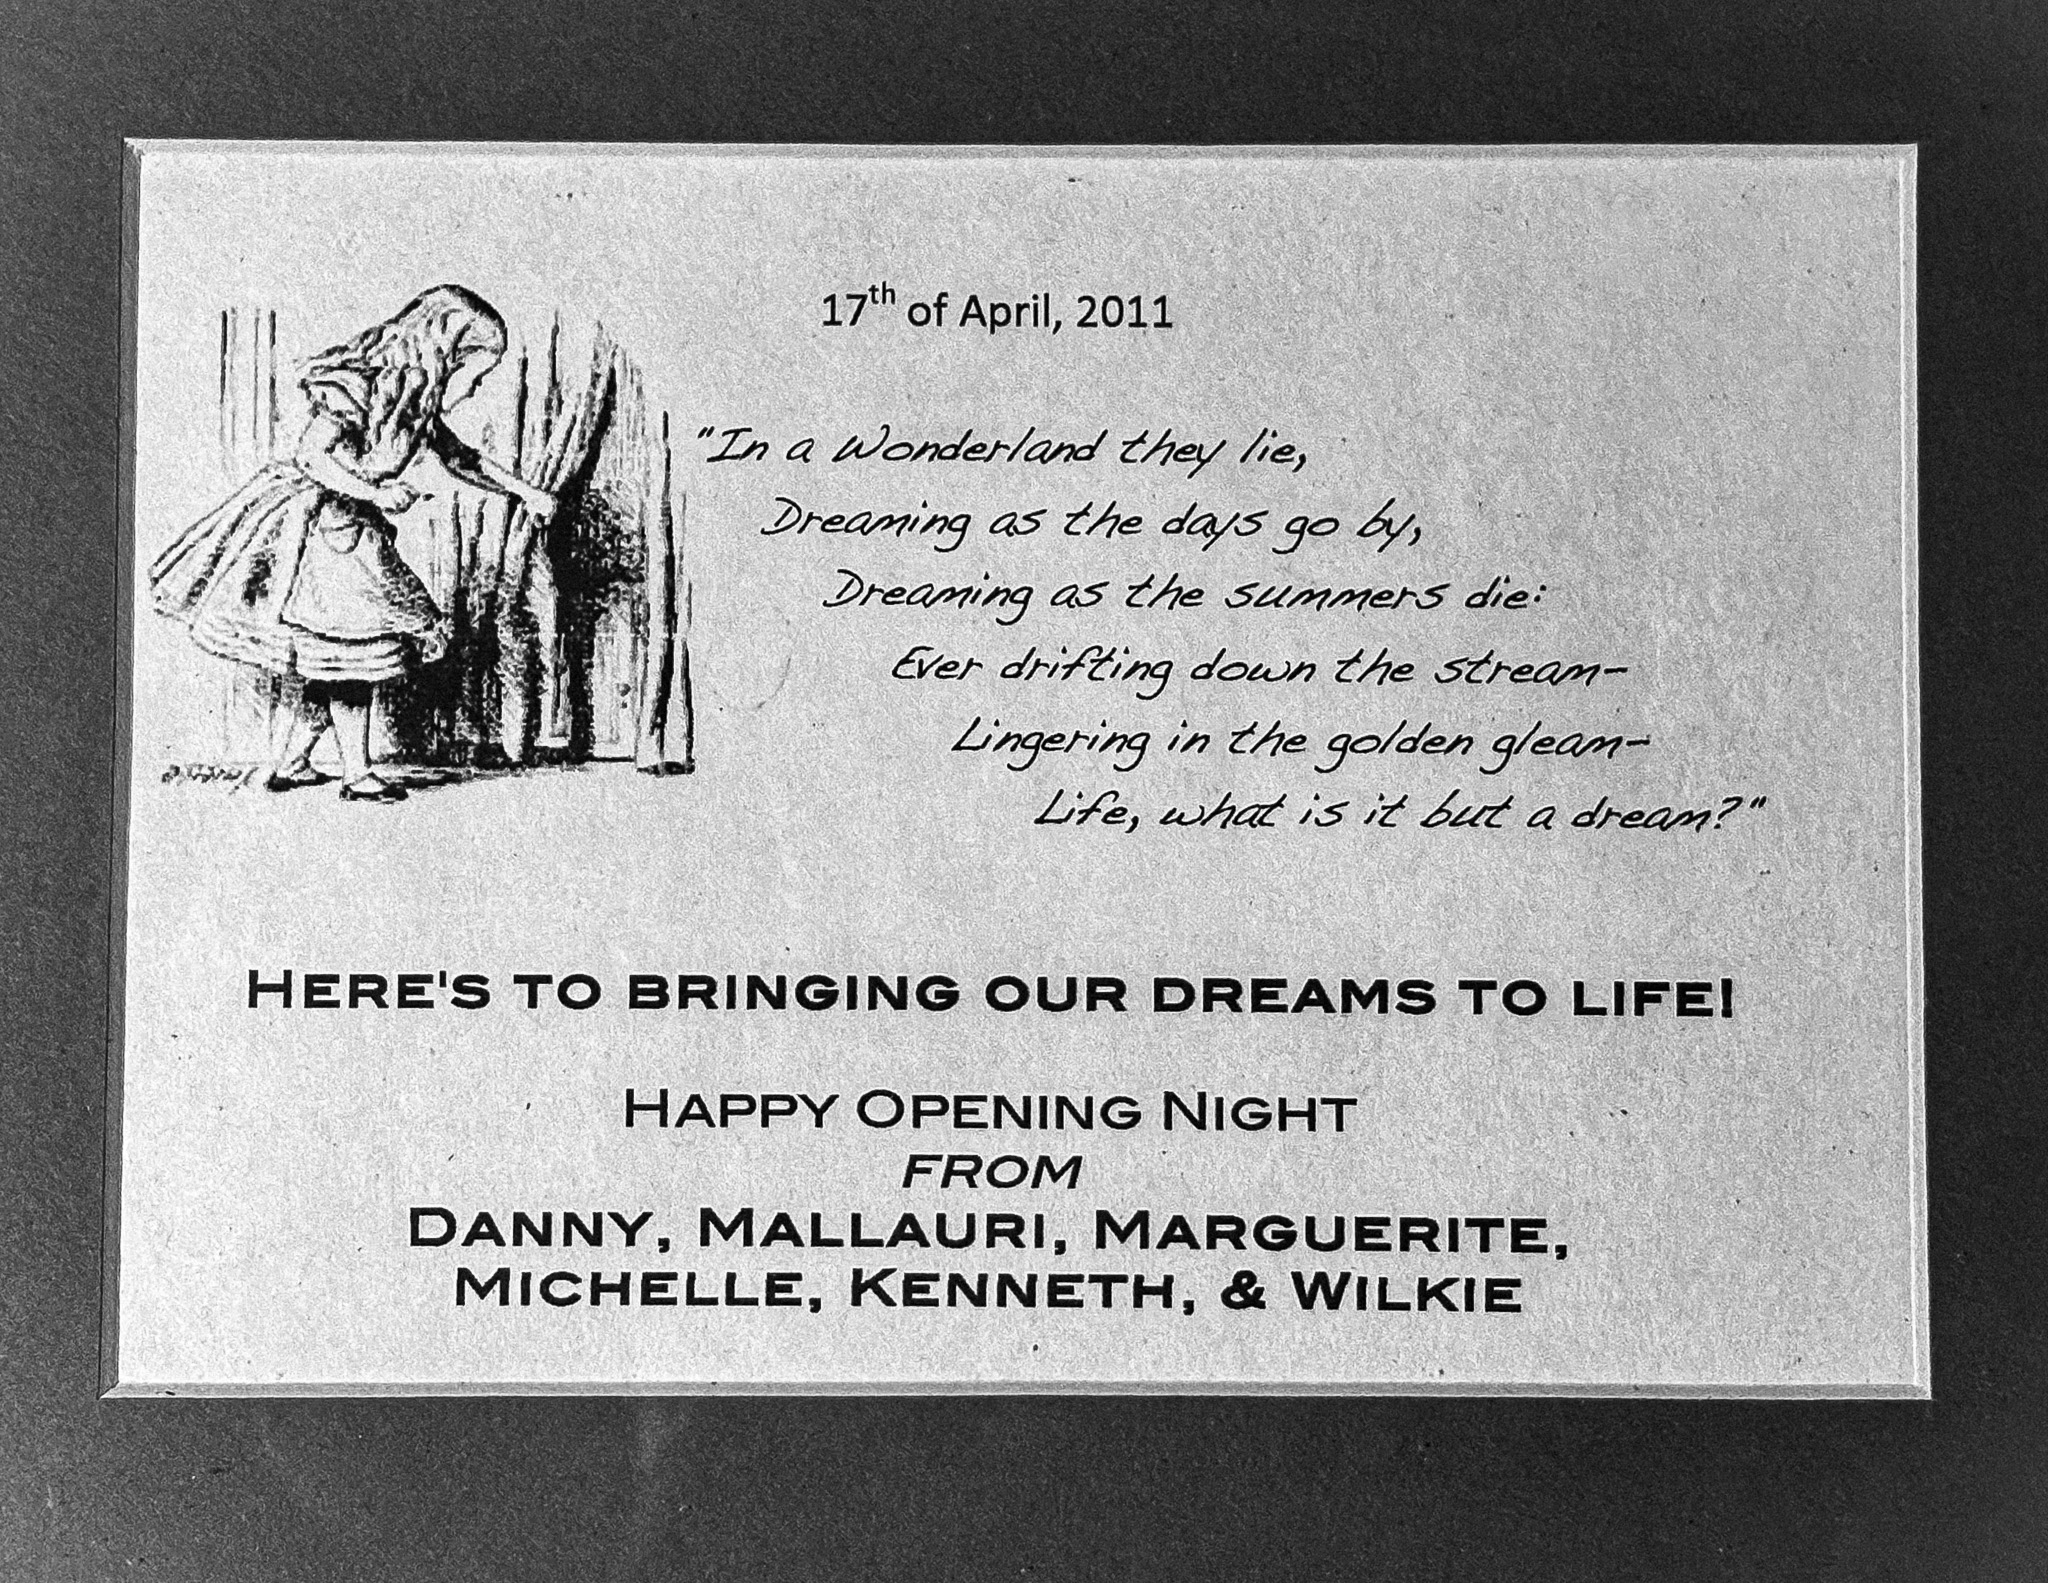 17th of April, 2011
"In a Wonderland they lie,
Dreaming as the days go by,
Dreaming as the summers die:
Ever drifting down the stream-
Lingering in the golden gleam-
Life, what is it but a dream?"
HERE'S TO BRINGING OUR DREAMS TO LIFE!
HAPPY OPENING NIGHT
FROM
DANNY, MALLAURI, MARGUERITE,
MICHELLE, KENNETH, & WILKIE